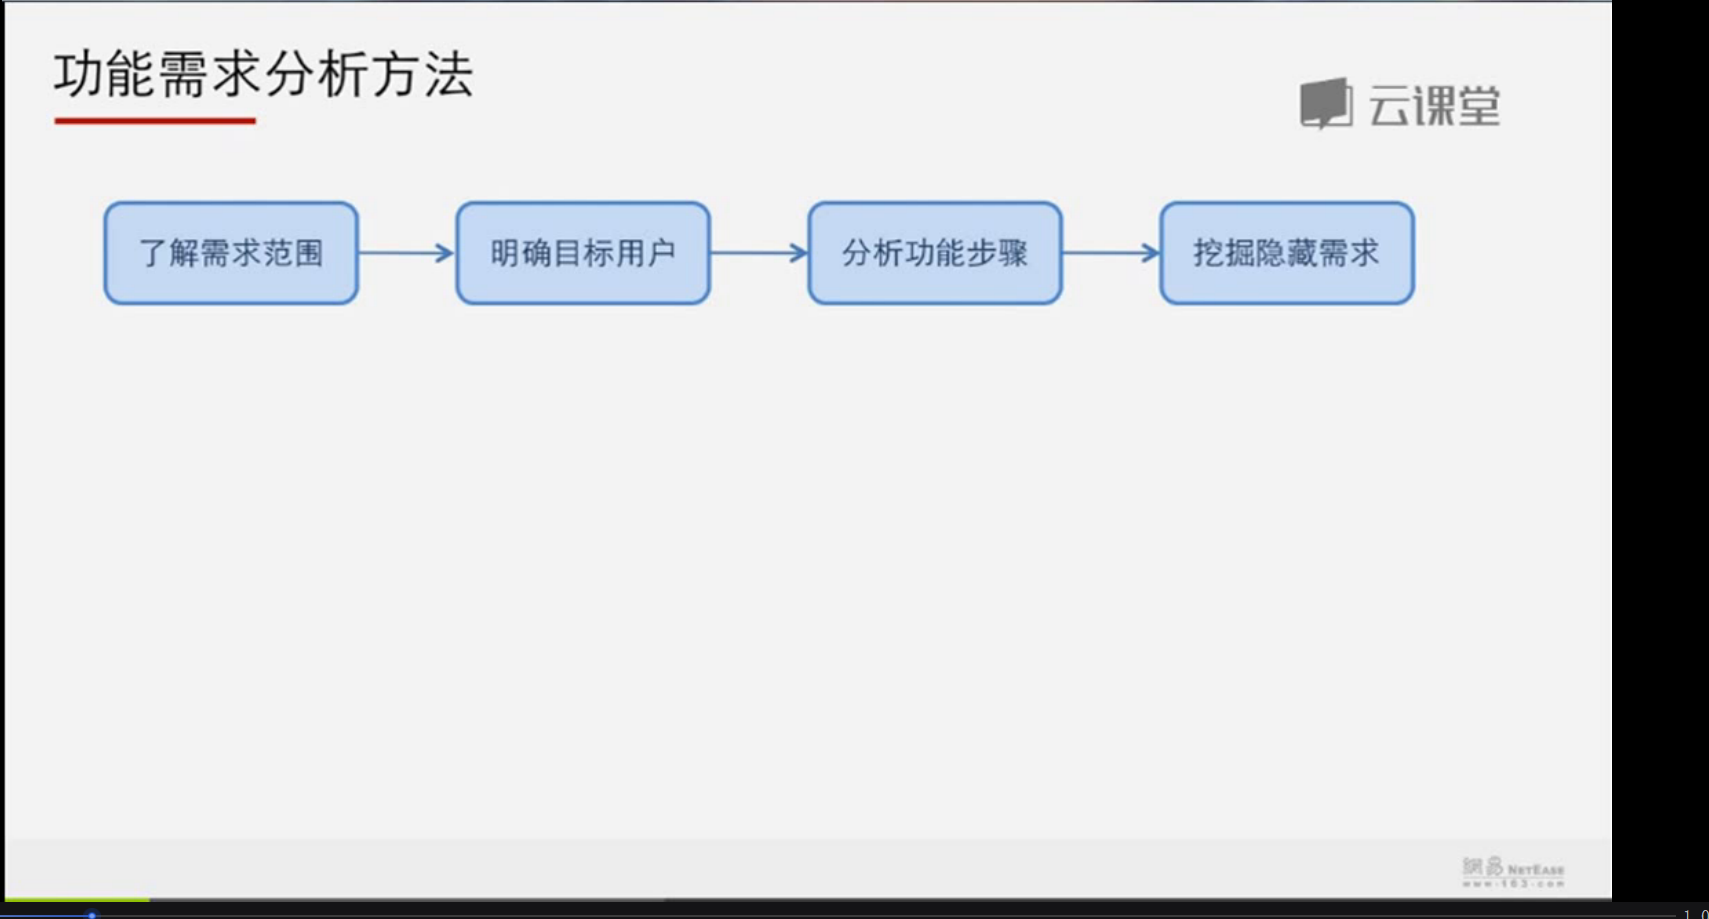 功能需求分析方法
云课堂
了解需求范围
明确目标用户
分析功能步骤
挖掘隐藏需求
網易 NETEASE
www.163.com
1.0